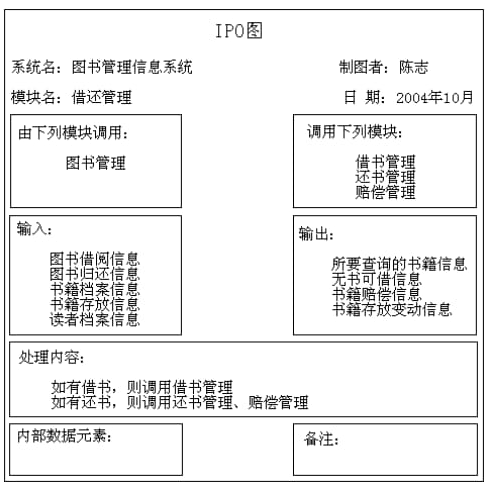 IPO图
系统名：图书管理信息系统
制图者：陈志
模块名：借还管理
日 期：2004年10月
由下列模块调用：
图书管理
调用下列模块：
借书管理
还书管理
赔偿管理
输入：
图书借阅信息
图书归还信息
书籍档案信息
书籍存放信息
读者档案信息
输出：
所要查询的书籍信息
无书可借信息
书籍赔偿信息
书籍存放变动信息
处理内容：
如有借书，则调用借书管理
如有还书，则调用还书管理、赔偿管理
内部数据元素：
备注：